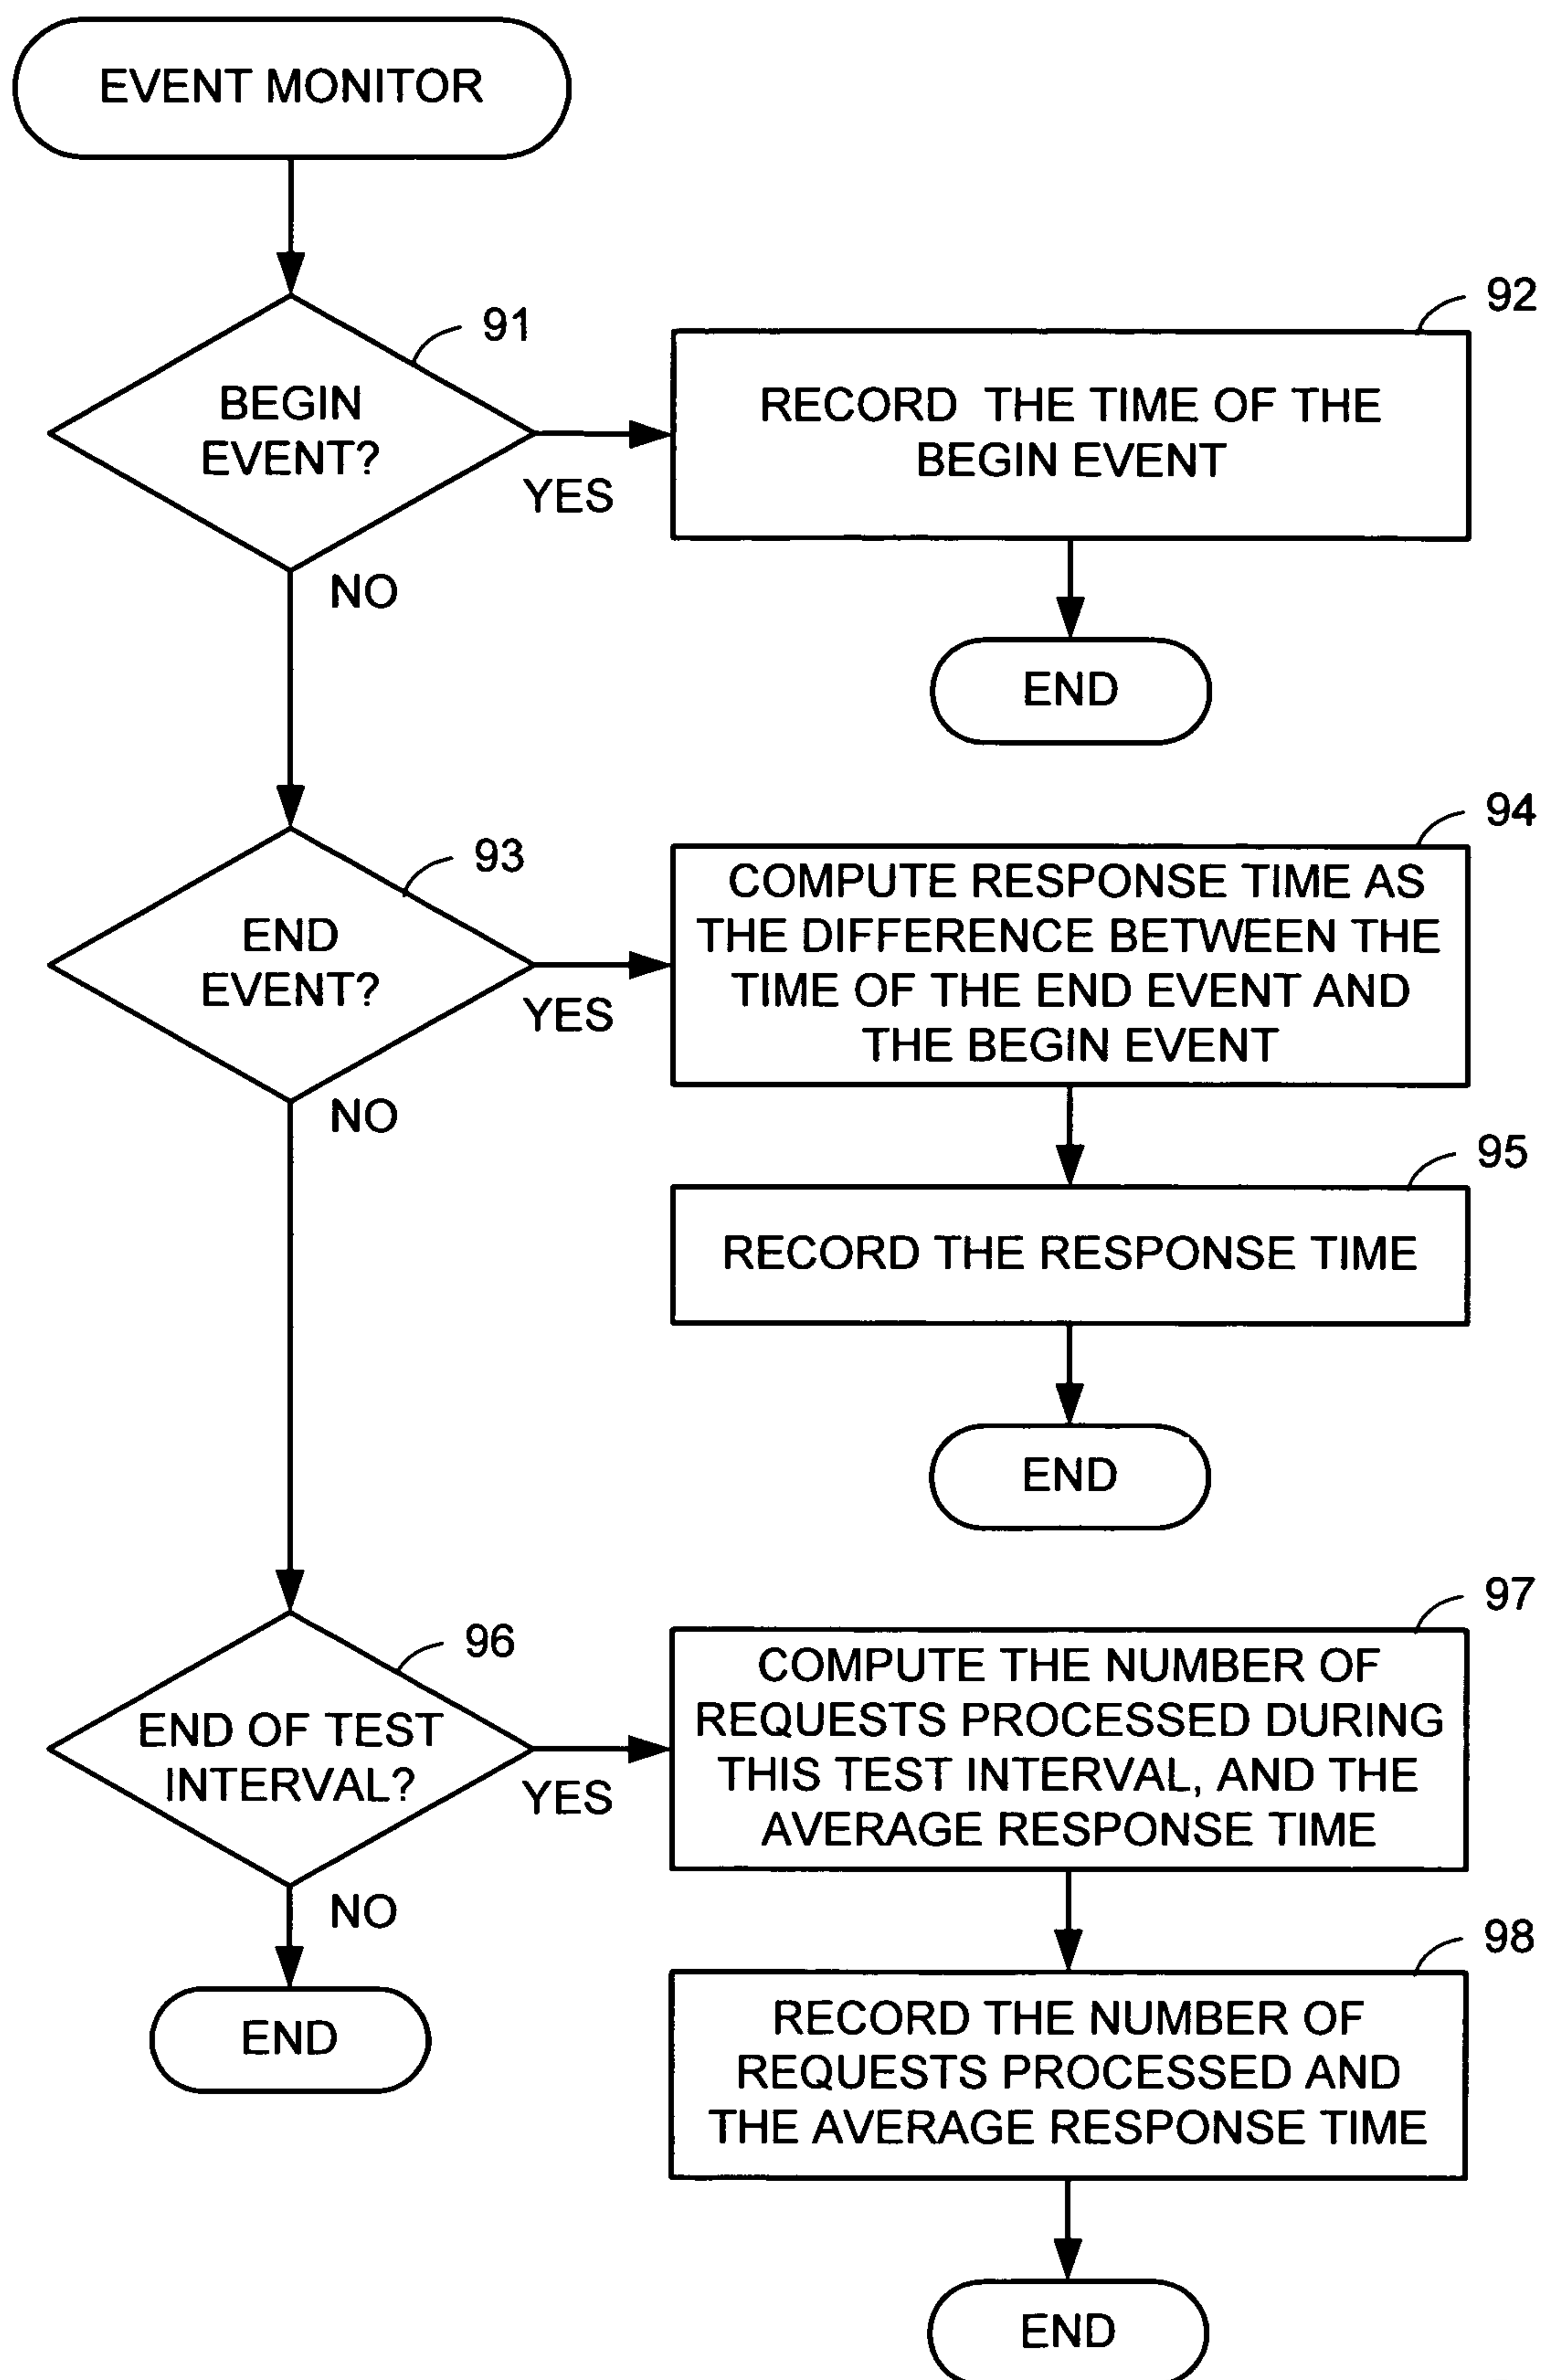 EVENT MONITOR
91
BEGIN
EVENT?
YES
NO
92
RECORD THE TIME OF THE
BEGIN EVENT
END
93
END
EVENT?
YES
NO
94
COMPUTE RESPONSE TIME AS
THE DIFFERENCE BETWEEN THE
TIME OF THE END EVENT AND
THE BEGIN EVENT
95
RECORD THE RESPONSE TIME
END
96
END OF TEST
INTERVAL?
YES
NO
END
97
COMPUTE THE NUMBER OF
REQUESTS PROCESSED DURING
THIS TEST INTERVAL, AND THE
AVERAGE RESPONSE TIME
98
RECORD THE NUMBER OF
REQUESTS PROCESSED AND
THE AVERAGE RESPONSE TIME
END